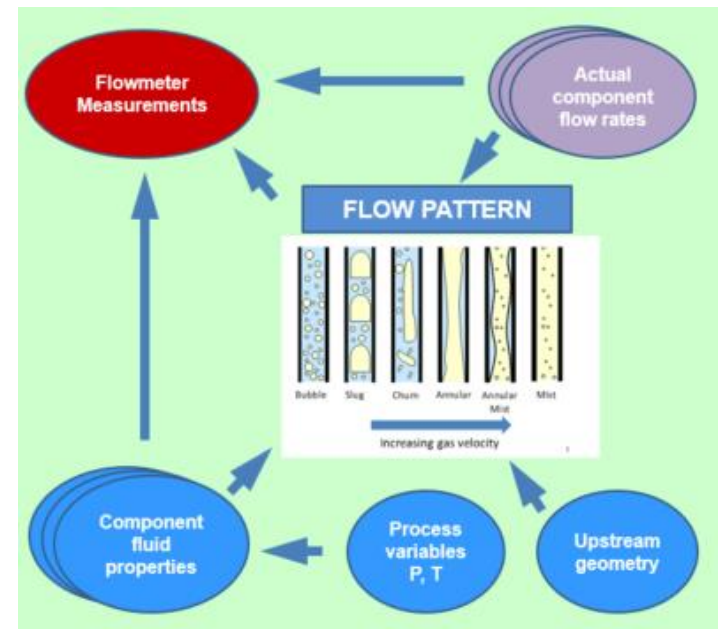 Flowmeter
Measurements
Actual
component
flow rates
FLOW PATTERN
Bubble
Slug
Churn
Annular
Annular
Mist
Mist
Increasing gas velocity
Component
fluid
properties
Process
variables
P, T
Upstream
geometry